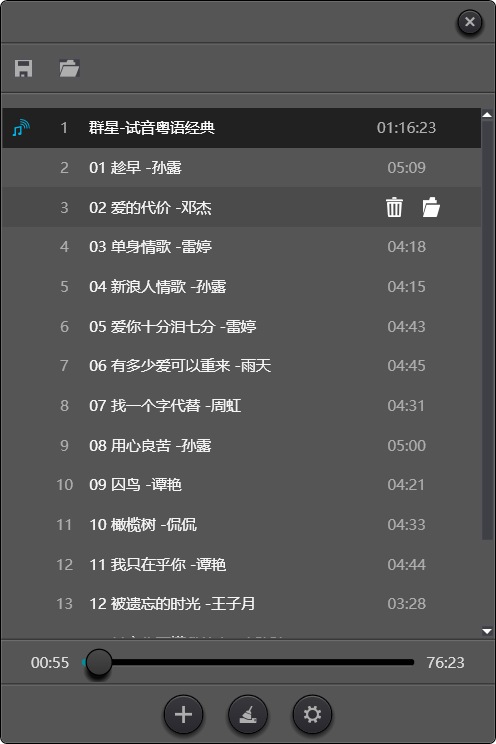 1 群星-试音粤语经典 01:16:23
2 01 趁早 -孙露 05:09
3 02 爱的代价 -邓杰
4 03 单身情歌 -雷婷 04:18
5 04 新浪人情歌 -孙露 04:15
6 05 爱你十分泪七分 -雷婷 04:43
7 06 有多少爱可以重来 -雨天 04:45
8 07 找一个字代替 -周虹 04:31
9 08 用心良苦 -孙露 05:00
10 09 囚鸟 -谭艳 04:21
11 10 橄榄树 -侃侃 04:33
12 11 我只在乎你 -谭艳 04:44
13 12 被遗忘的时光 -王子月 03:28
00:55 76:23